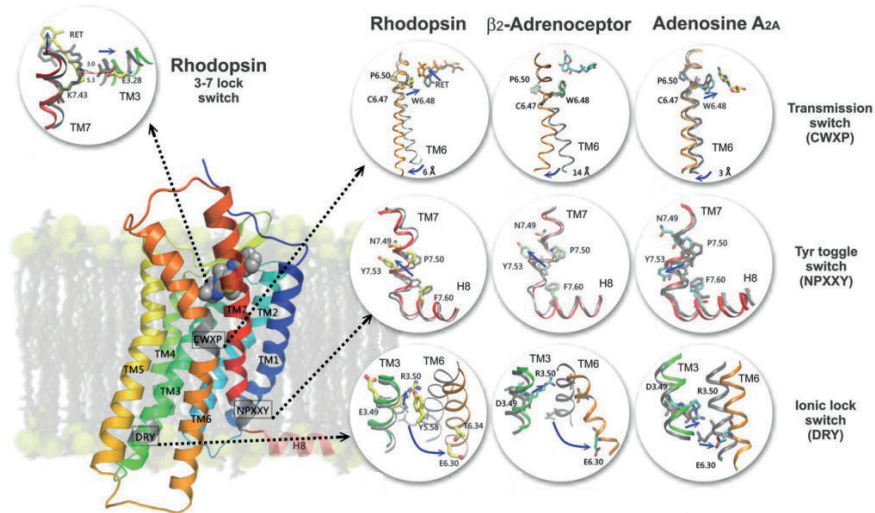 Rhodopsin
β2-Adrenoceptor
Adenosine A2A
RET
3.0
5.3
E3.28
K7.43
TM3
TM7
Rhodopsin
3-7 lock
switch
P6.50
C6.47
W6.48
RET
TM6
6 Å
P6.50
C6.47
W6.48
TM6
14 Å
P6.50
C6.47
W6.48
TM6
3 Å
Transmission
switch
(CWXP)
TM7
N7.49
P7.50
Y7.53
F7.60
H8
TM7
N7.49
P7.50
Y7.53
F7.60
TM7
N7.49
P7.50
Y7.53
F7.60
H8
Tyr toggle
switch
(NPXXY)
TM3
TM6
R3.50
E3.49
Y5.58
T6.34
E6.30
TM3
TM6
R3.50
D3.49
E6.30
TM3
TM6
R3.50
D3.49
E6.30
Ionic lock
switch
(DRY)
TM7
TM2
CWXP
TM4
TM5
TM1
TM3
TM6
NPXXY
DRY
H8